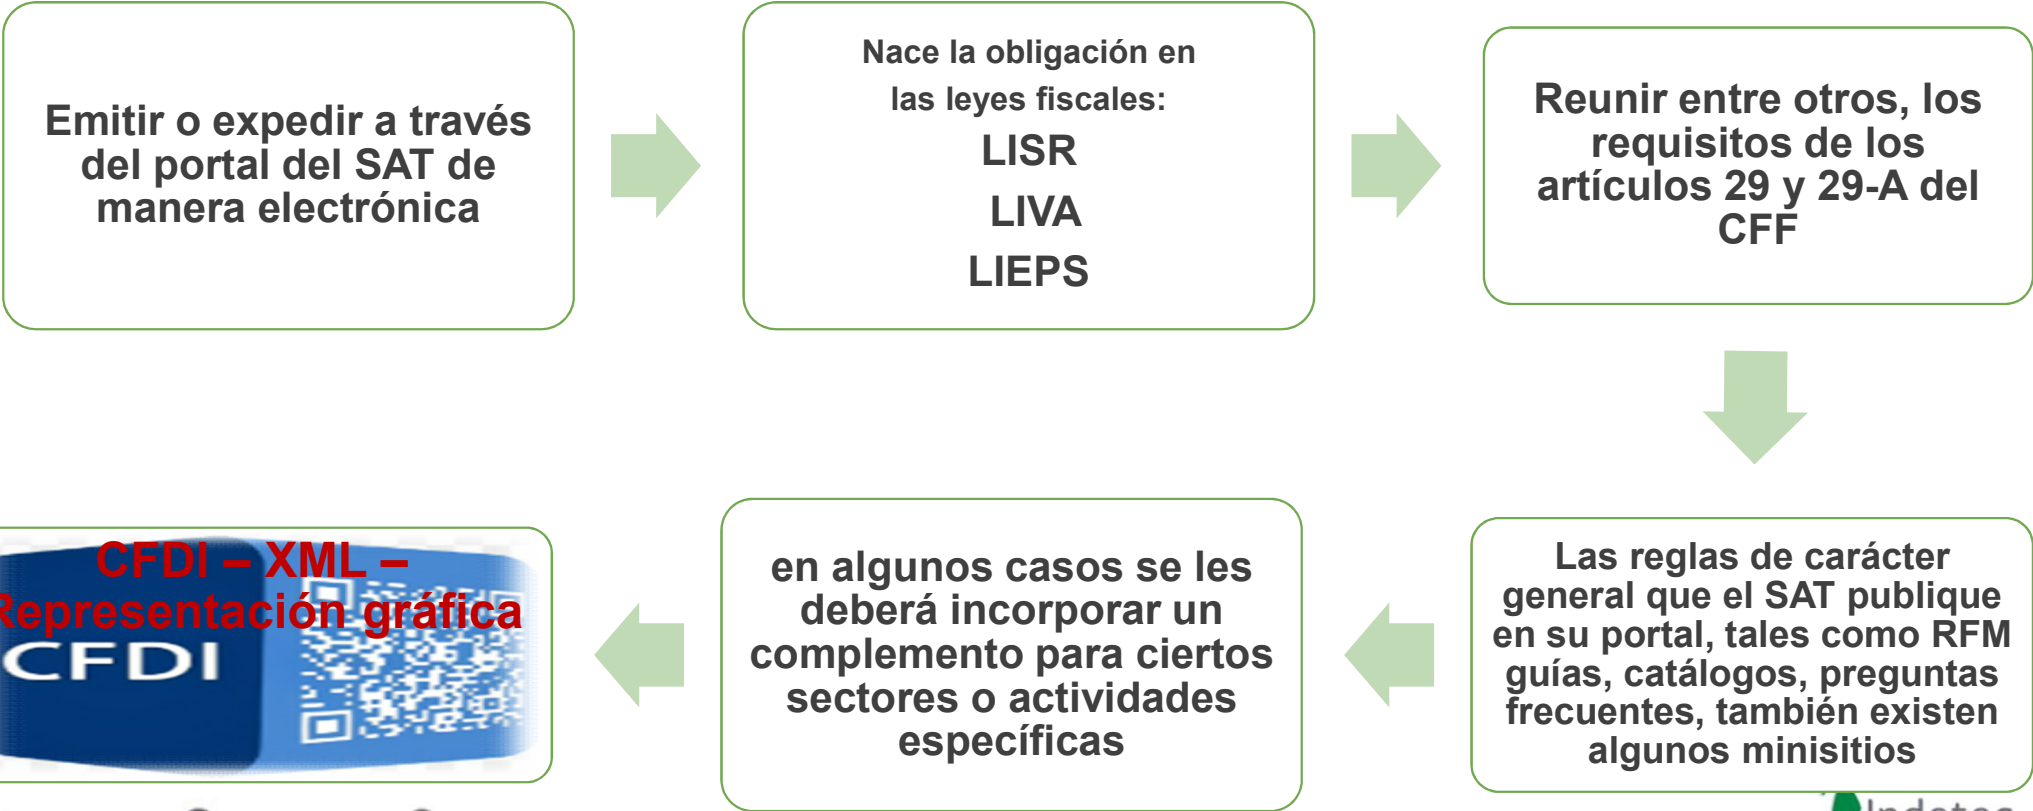 Emitir o expedir a través
del portal del SAT de
manera electrónica
Nace la obligación en
las leyes fiscales:
LISR
LIVA
LIEPS
Reunir entre otros, los
requisitos de los
artículos 29 y 29-A del
CFF
Las reglas de carácter
general que el SAT publique
en su portal, tales como RFM
guías, catálogos, preguntas
frecuentes, también existen
algunos minisitios
en algunos casos se les
deberá incorporar un
complemento para ciertos
sectores o actividades
específicas
CFDI – XML –
Representación gráfica
CFDI
Indetec